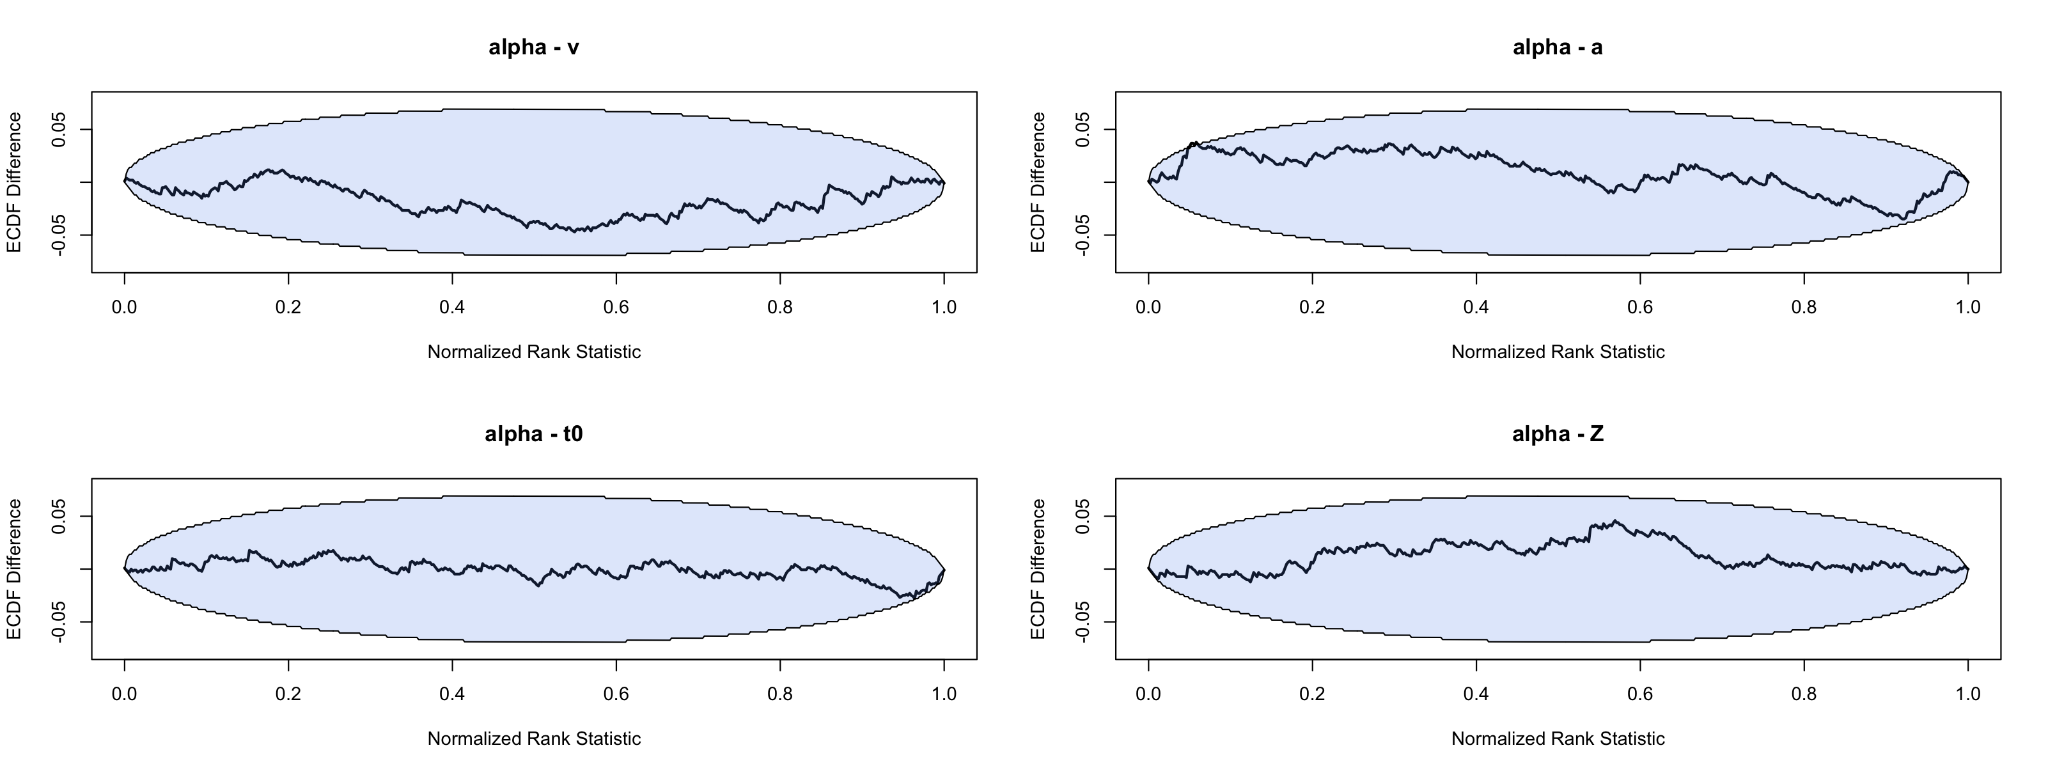 alpha - v
ECDF Difference
0.05
-0.05
0.0 0.2 0.4 0.6 0.8 1.0
Normalized Rank Statistic
alpha - a
ECDF Difference
0.05
-0.05
0.0 0.2 0.4 0.6 0.8 1.0
Normalized Rank Statistic
alpha - t0
ECDF Difference
0.05
-0.05
0.0 0.2 0.4 0.6 0.8 1.0
Normalized Rank Statistic
alpha - Z
ECDF Difference
0.05
-0.05
0.0 0.2 0.4 0.6 0.8 1.0
Normalized Rank Statistic